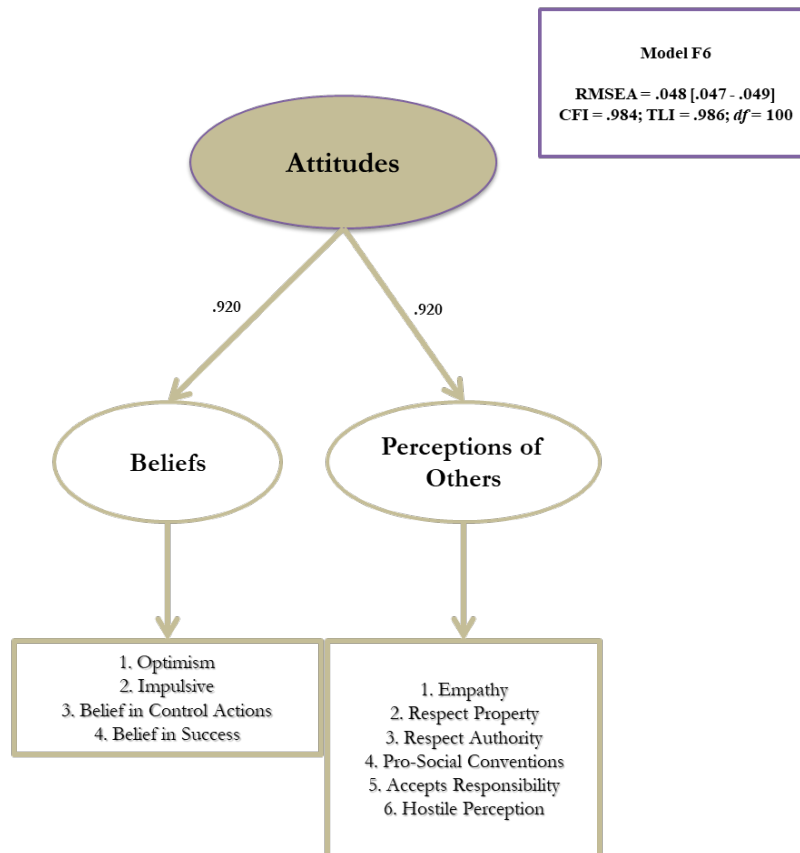 Model F6
RMSEA = .048 [.047 - .049]
CFI = .984; TLI = .986; df = 100
Attitudes
.920
.920
Beliefs
Perceptions of
Others
1. Optimism
2. Impulsive
3. Belief in Control Actions
4. Belief in Success
1. Empathy
2. Respect Property
3. Respect Authority
4. Pro-Social Conventions
5. Accepts Responsibility
6. Hostile Perception